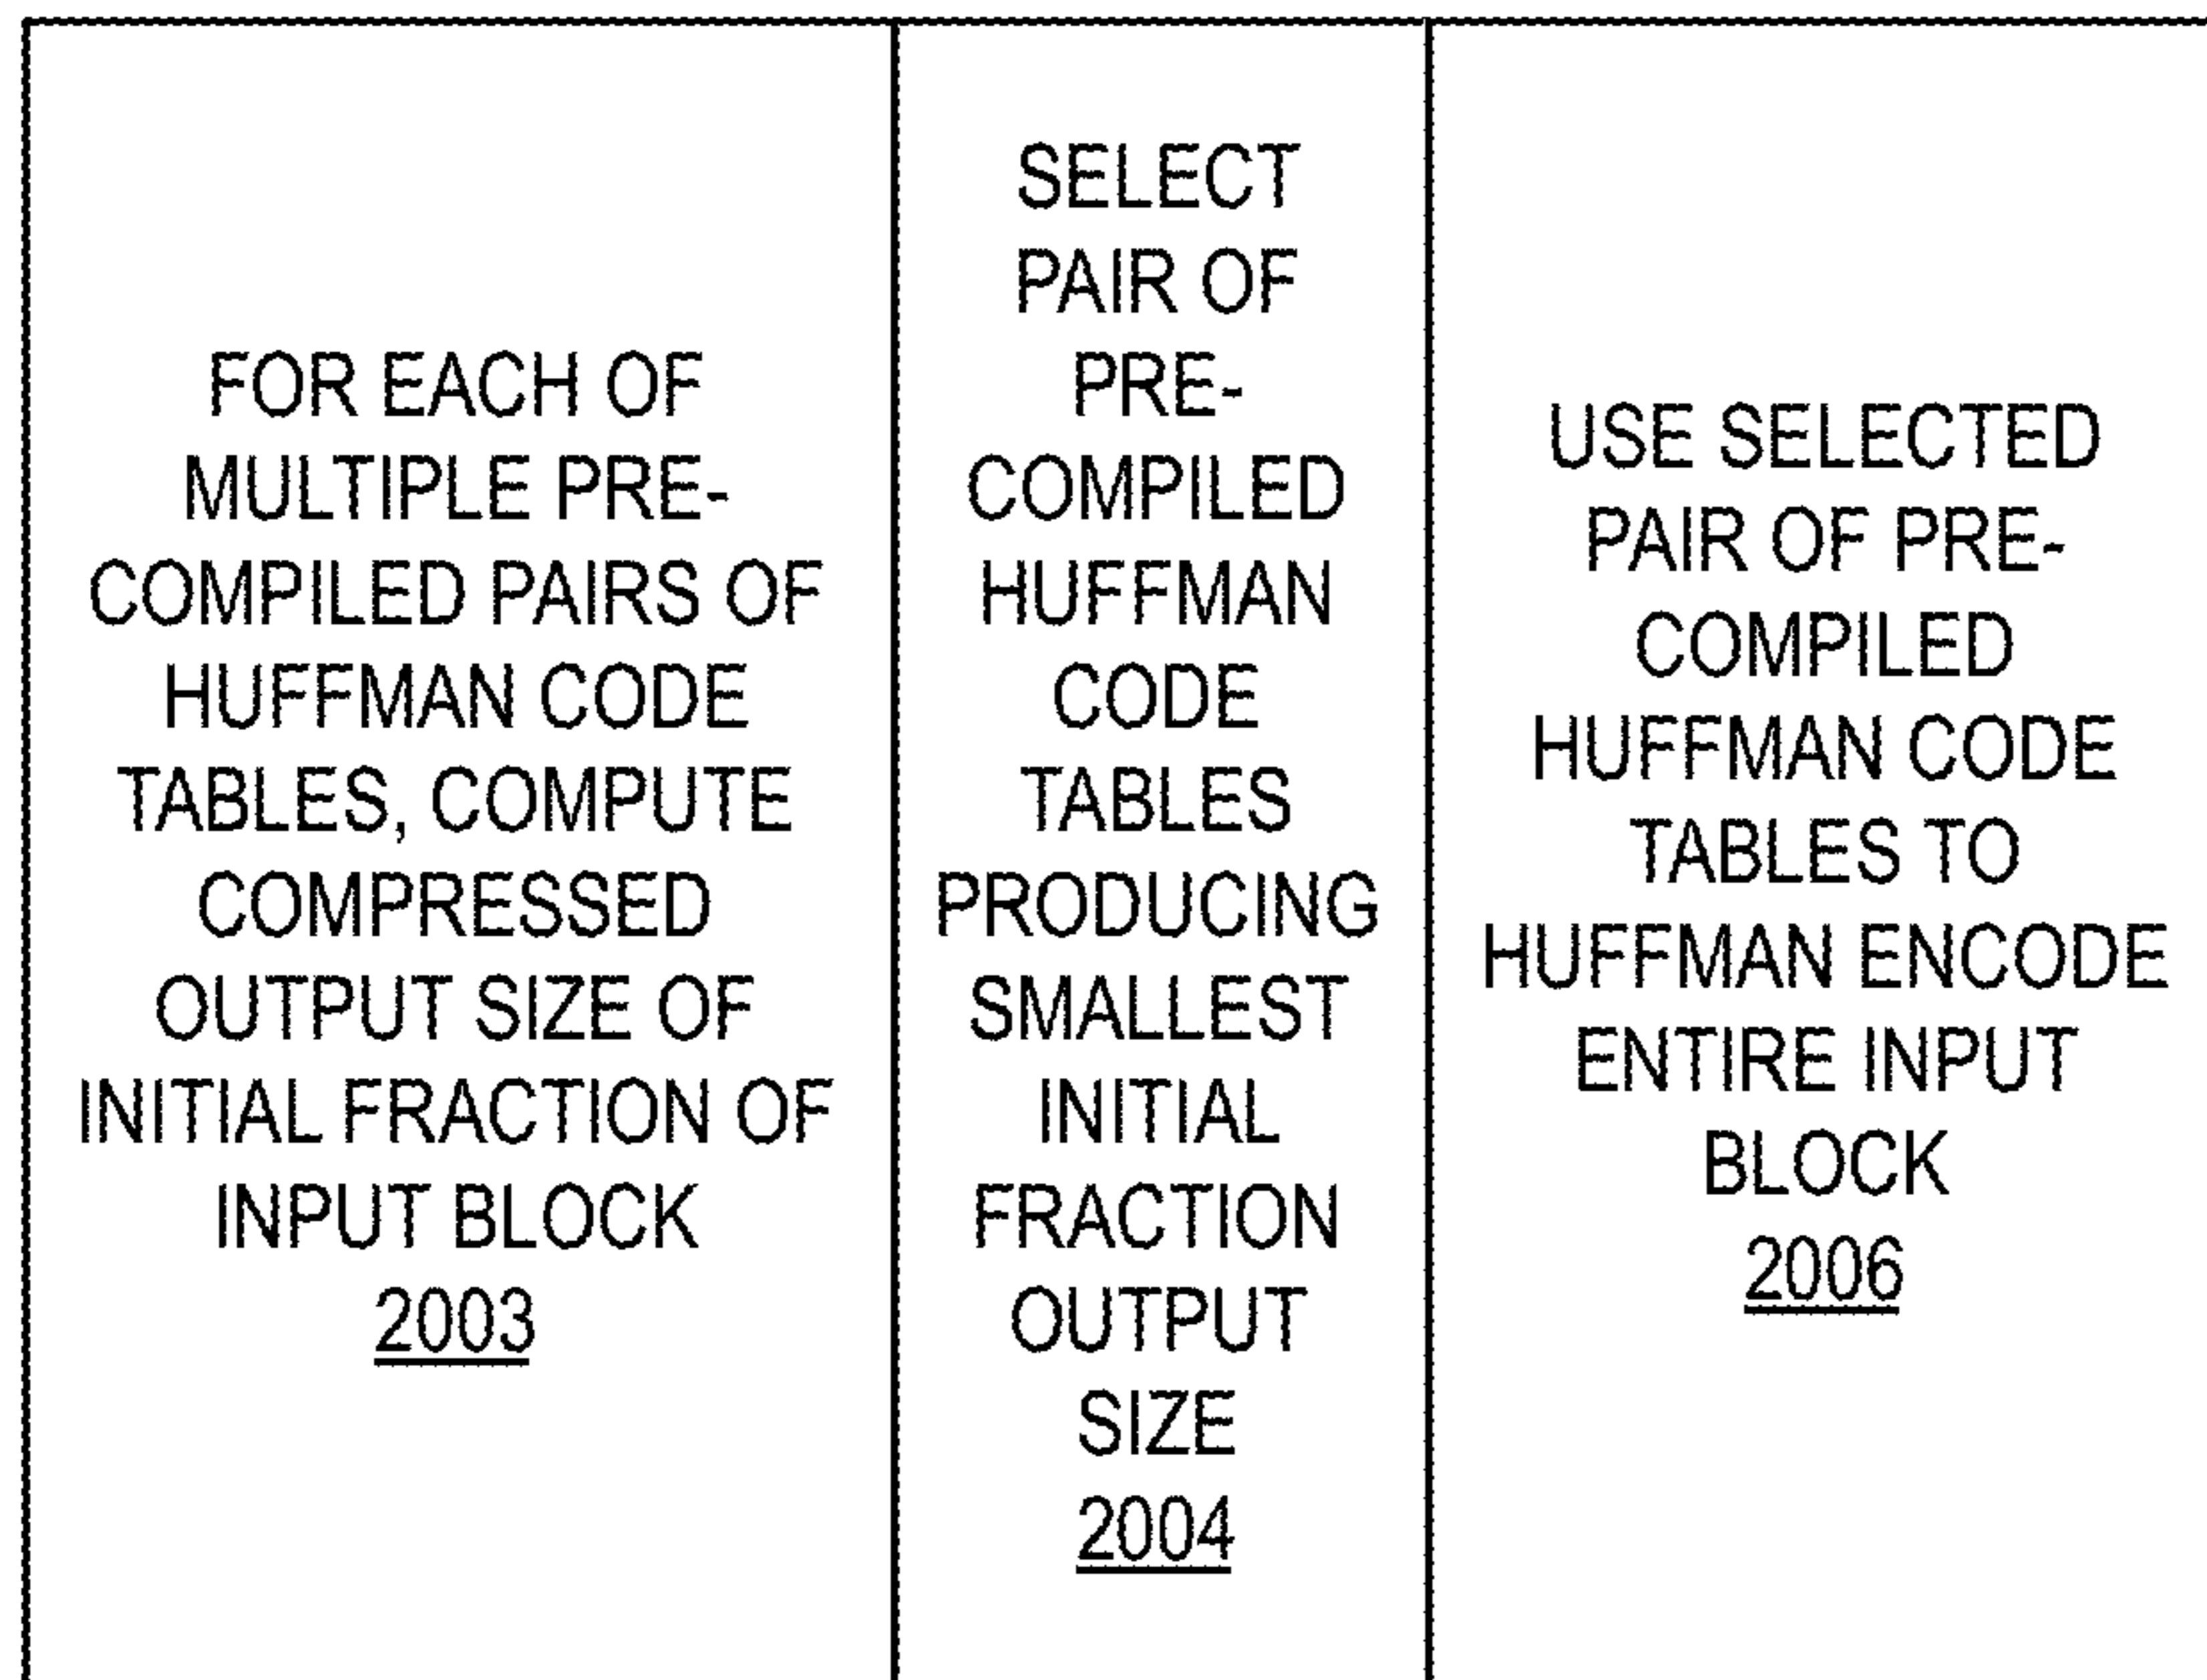 FOR EACH OF
MULTIPLE PRE-
COMPILED PAIRS OF
HUFFMAN CODE
TABLES, COMPUTE
COMPRESSED
OUTPUT SIZE OF
INITIAL FRACTION OF
INPUT BLOCK
2003
SELECT
PAIR OF
PRE-
COMPILED
HUFFMAN
CODE
TABLES
PRODUCING
SMALLEST
INITIAL
FRACTION
OUTPUT
SIZE
2004
USE SELECTED
PAIR OF PRE-
COMPILED
HUFFMAN CODE
TABLES TO
HUFFMAN ENCODE
ENTIRE INPUT
BLOCK
2006